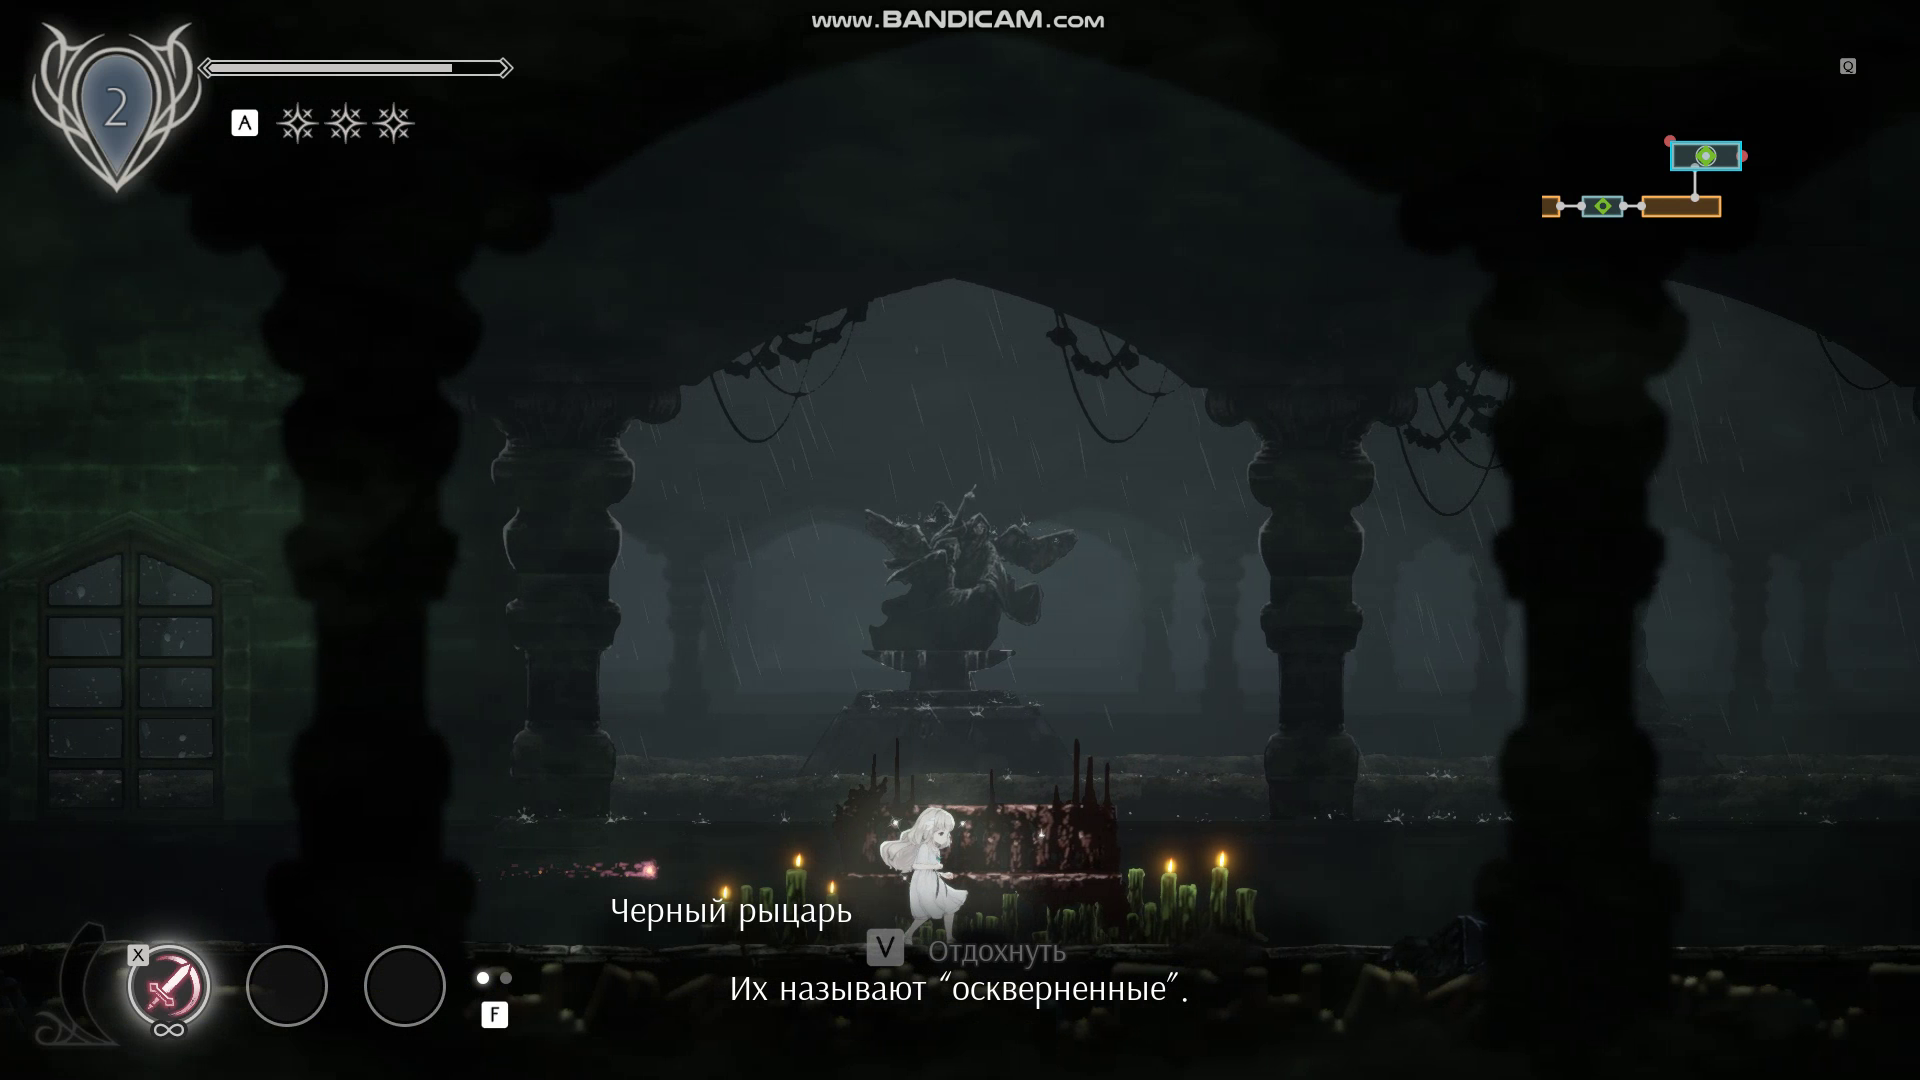 www.BANDICAM.com
Q
2
A
Черный рыцарь
V Отдохнуть
Их называют “оскверненные”.
X
∞
F